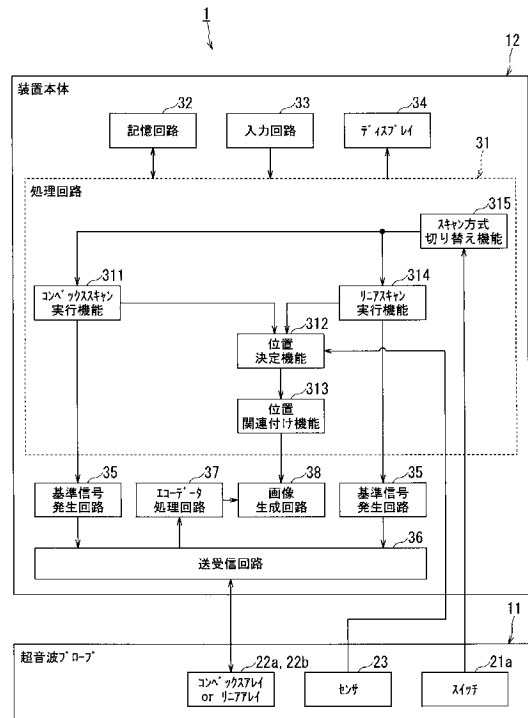 1
12
装置本体
32
33
34
記憶回路
入力回路
ディスプレイ
31
処理回路
315
スキャン方式
切り替え機能
311
314
コンベックススキャン
実行機能
リニアスキャン
実行機能
312
位置
決定機能
313
位置
関連付け機能
35
37
38
35
基準信号
発生回路
エコーデータ
処理回路
画像
生成回路
基準信号
発生回路
36
送受信回路
11
超音波プローブ
22a, 22b
23
21a
コンベックスアレイ
or リニアアレイ
センサ
スイッチ